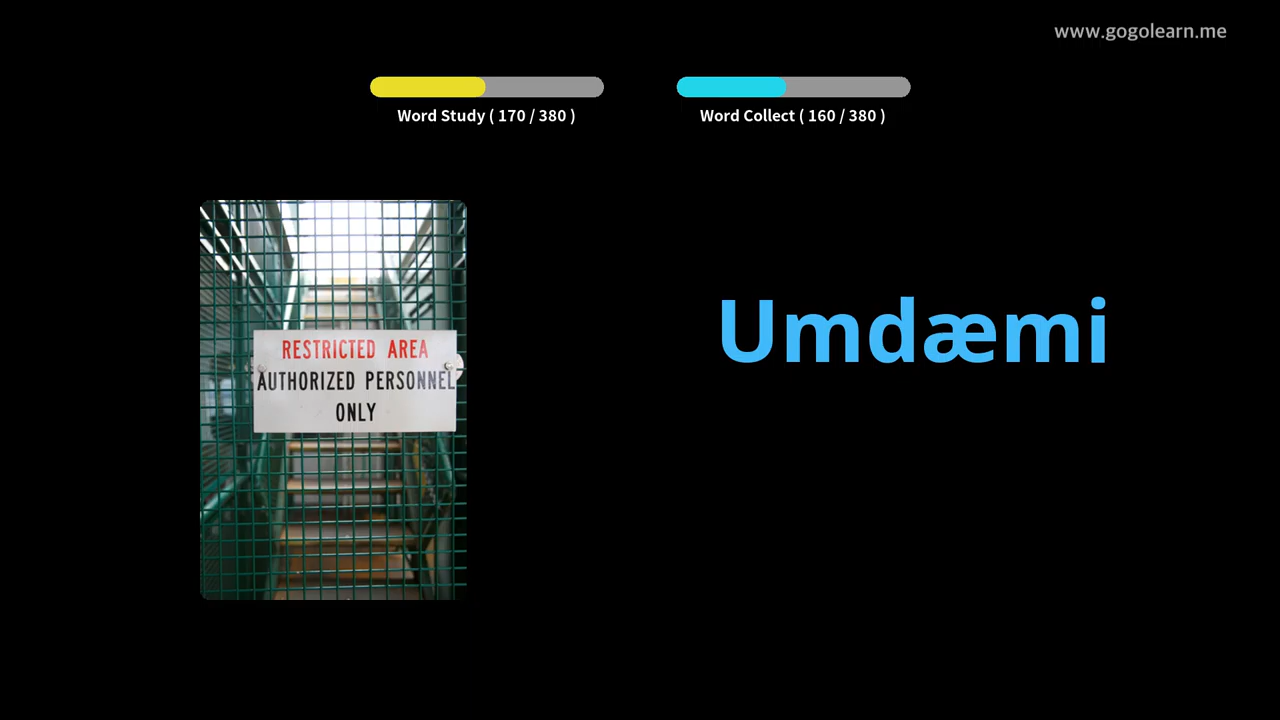 www.gogolearn.me
Word Study ( 170 / 380 )
Word Collect ( 160 / 380 )
RESTRICTED AREA
AUTHORIZED PERSONNEL
ONLY
Umdæmi